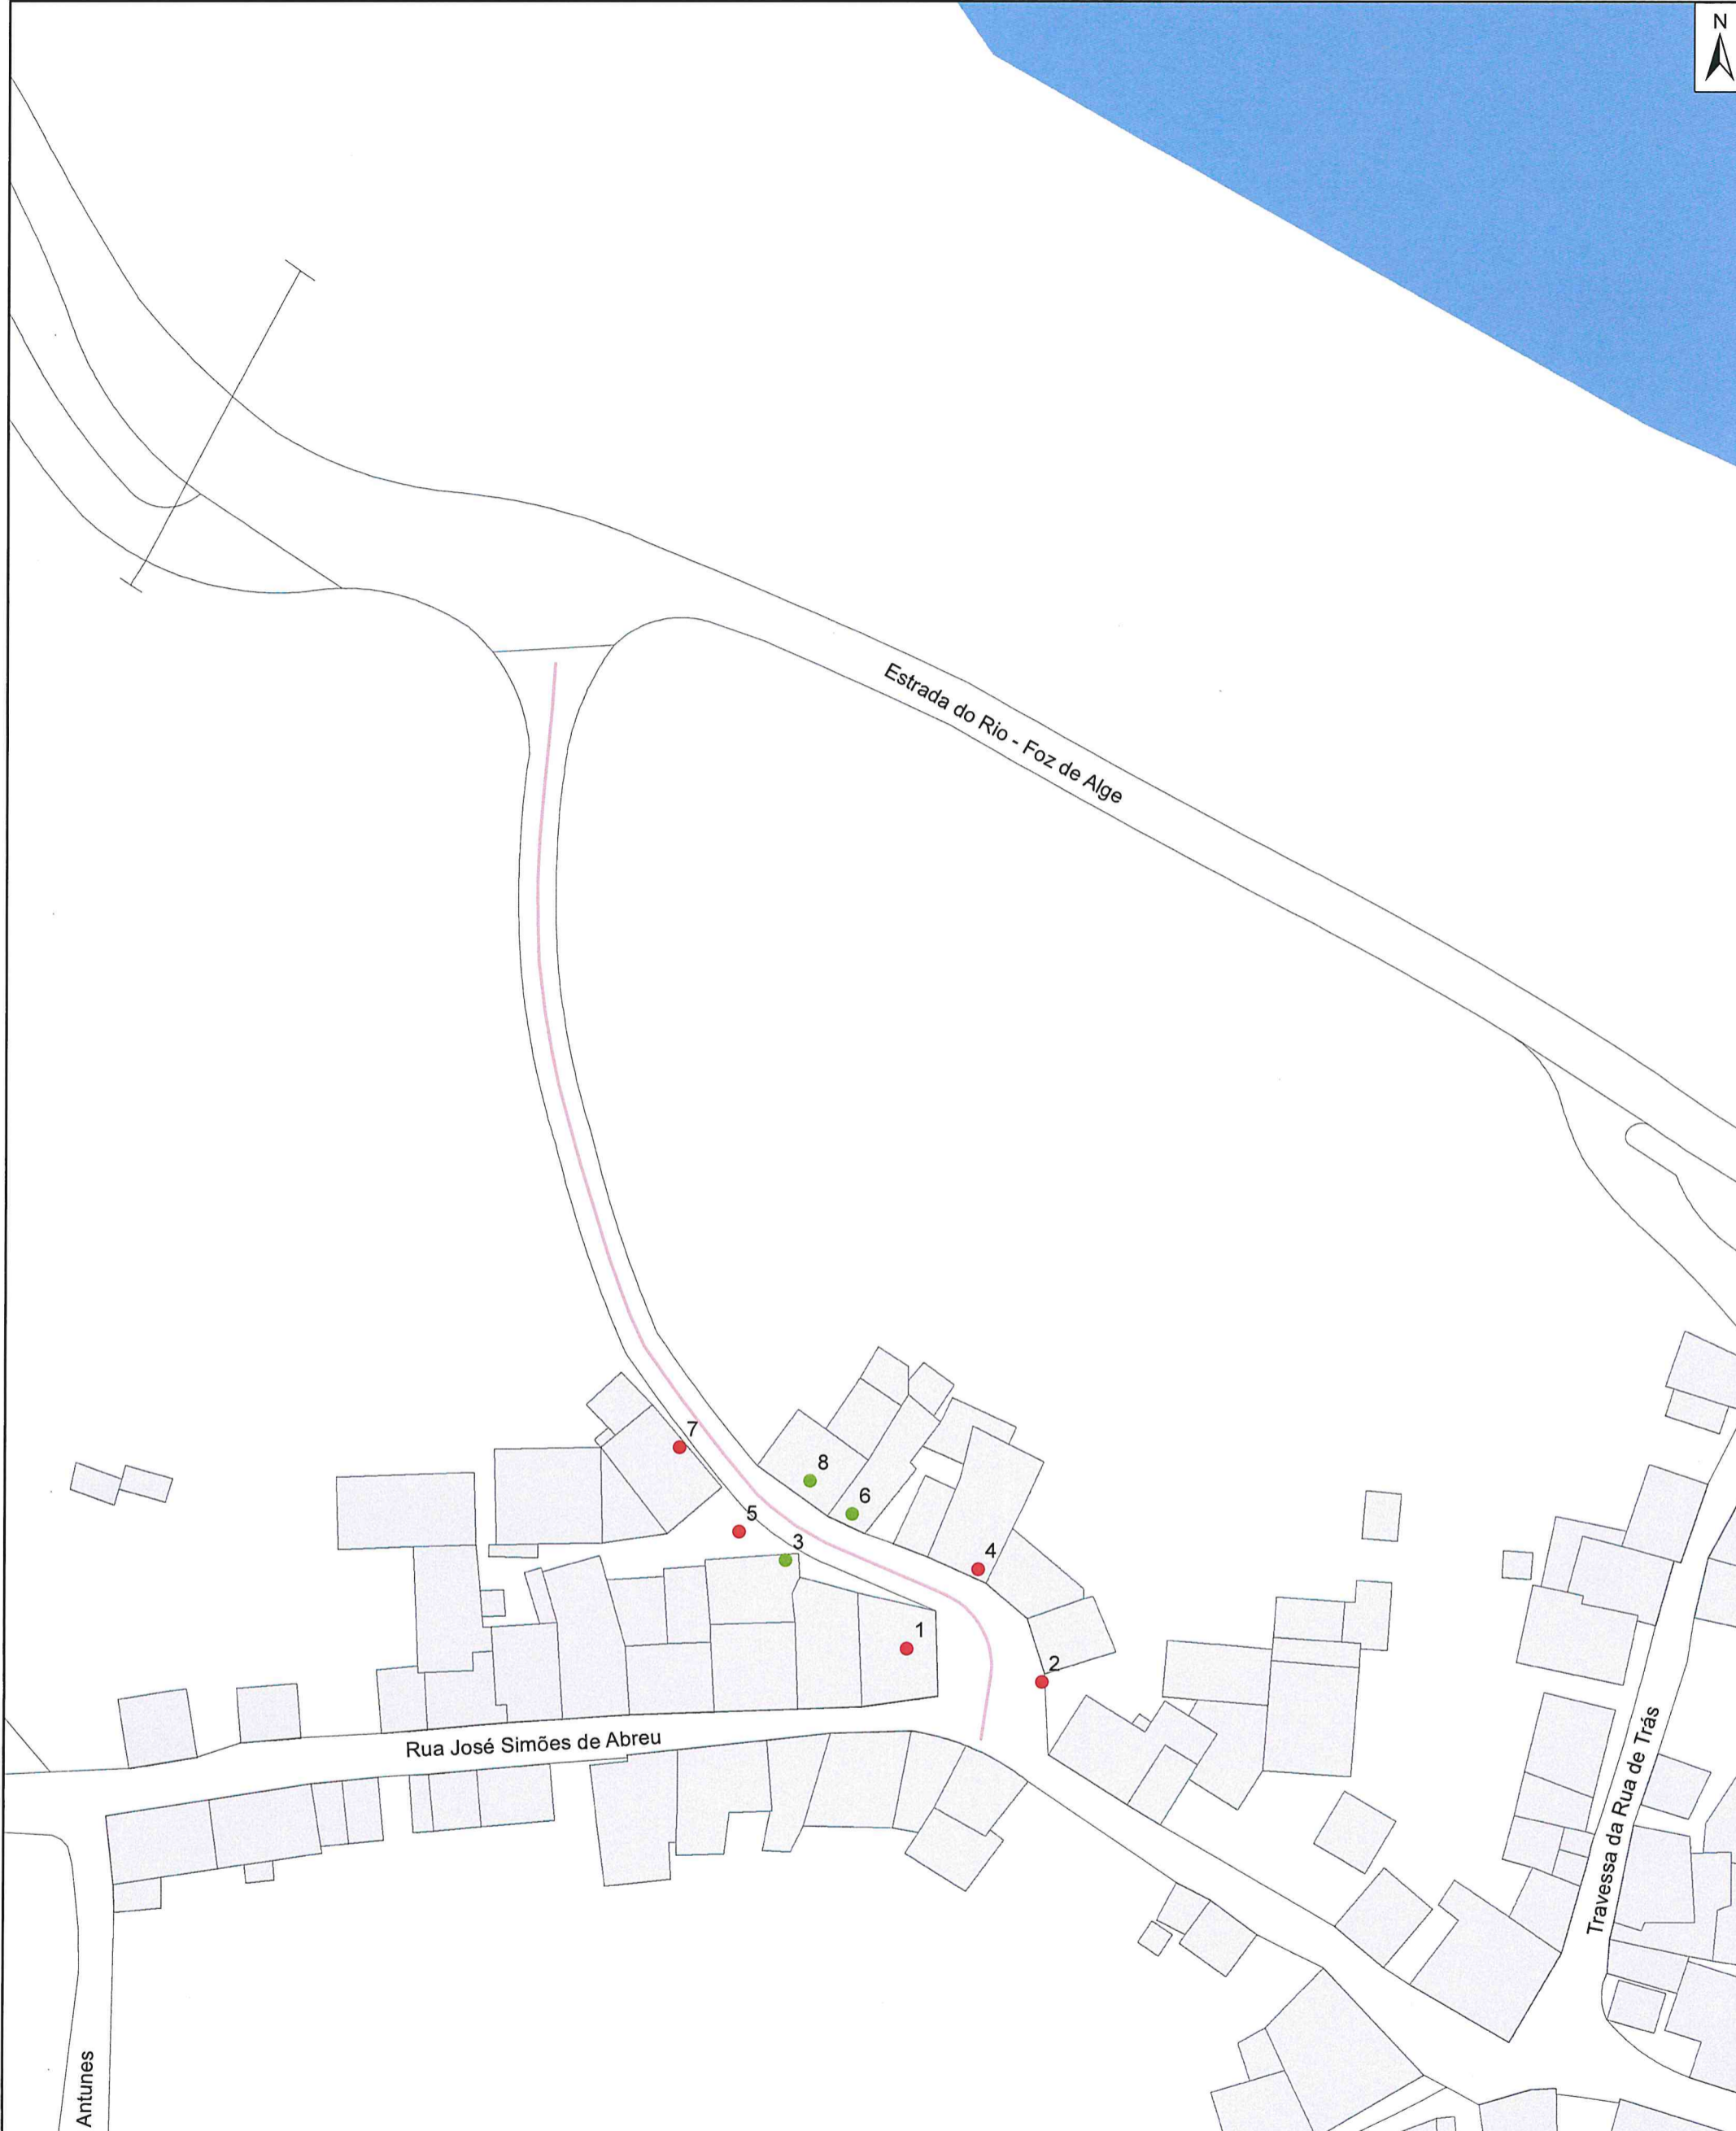 N
Estrada do Rio - Foz de Alge
7
8
6
5
3
4
1
2
Rua José Simões de Abreu
Travessa da Rua de Trás
Antunes